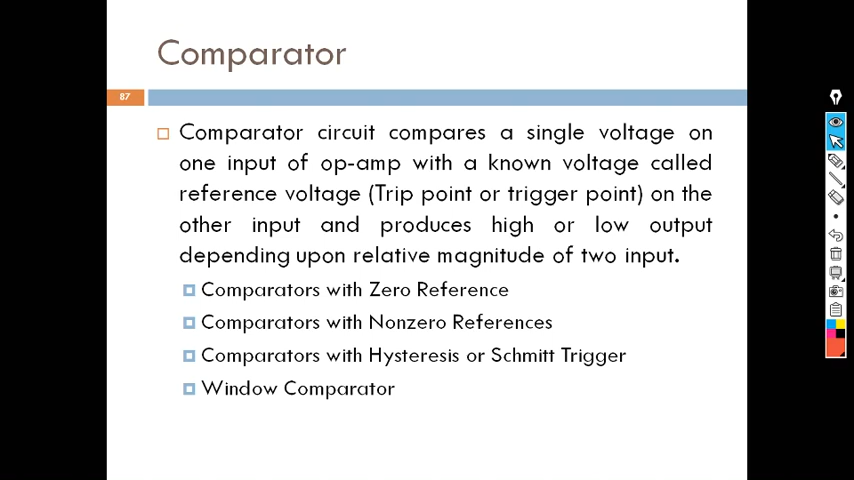 Comparator
87
Comparator circuit compares a single voltage on
one input of op-amp with a known voltage called
reference voltage (Trip point or trigger point) on the
other input and produces high or low output
depending upon relative magnitude of two input.
Comparators with Zero Reference
Comparators with Nonzero References
Comparators with Hysteresis or Schmitt Trigger
Window Comparator